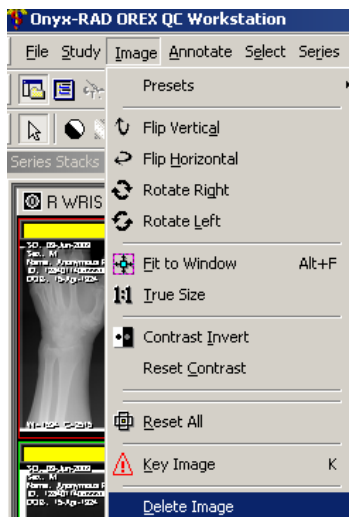 Onyx-RAD OREX QC Workstation
File Study Image Annotate Select Series
Presets
Flip Vertical
Series Stacks
Flip Horizontal
Rotate Right
R WRIS
Rotate Left
Fit to Window Alt+F
1:1 True Size
Contrast Invert
Reset Contrast
Reset All
Key Image K
Delete Image